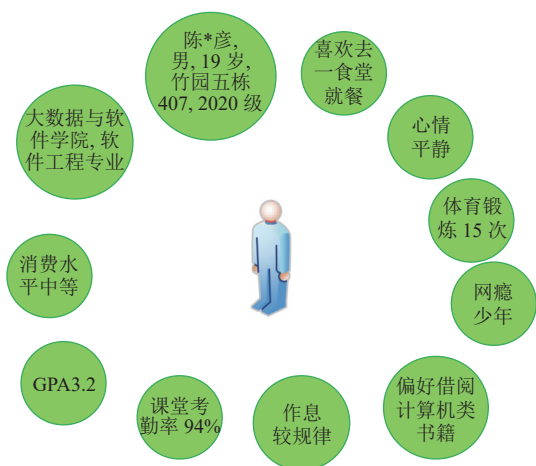 陈*彦,
男, 19 岁,
竹园五栋
407, 2020 级
喜欢去
一食堂
就餐
心情
平静
体育锻
炼 15 次
网瘾
少年
偏好借阅
计算机类
书籍
作息
较规律
课堂考
勤率 94%
GPA3.2
消费水
平中等
大数据与软
件学院, 软
件工程专业